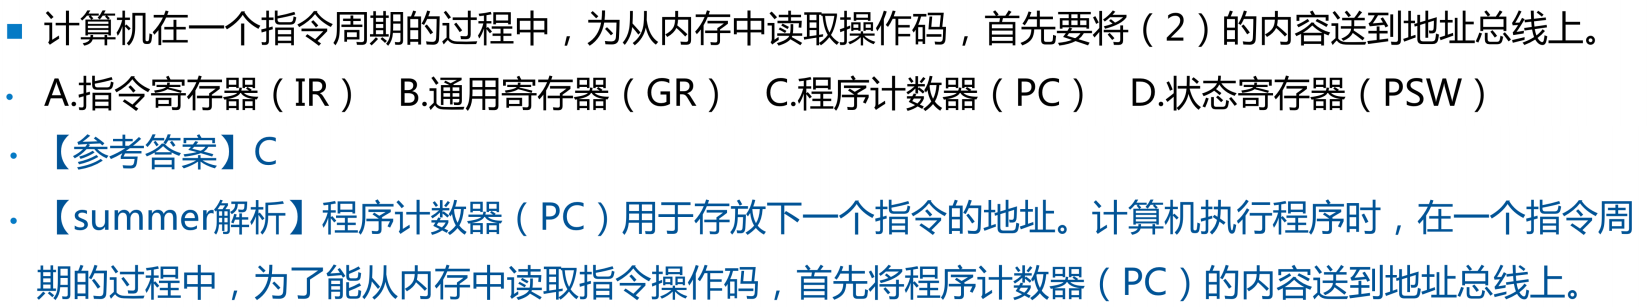 ■ 计算机在一个指令周期的过程中，为从内存中读取操作码，首先要将（2）的内容送到地址总线上。
• A.指令寄存器（IR） B.通用寄存器（GR） C.程序计数器（PC） D.状态寄存器（PSW）
• 【参考答案】C
• 【summer解析】程序计数器（PC）用于存放下一个指令的地址。计算机执行程序时，在一个指令周
期的过程中，为了能从内存中读取指令操作码，首先将程序计数器（PC）的内容送到地址总线上。